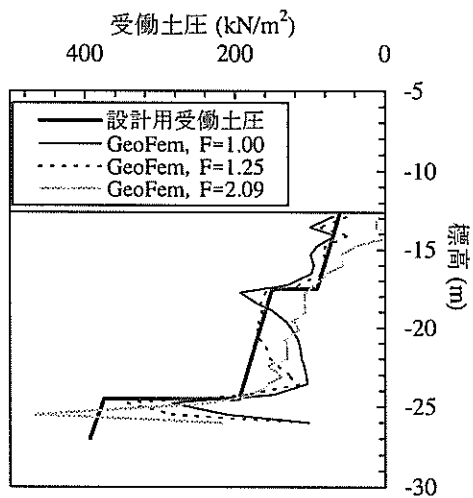 受働土圧 (kN/m²)
400 200 0
設計用受働土圧
GeoFem, F=1.00
GeoFem, F=1.25
GeoFem, F=2.09
-5
-10
-15
-20
-25
-30
標高 (m)